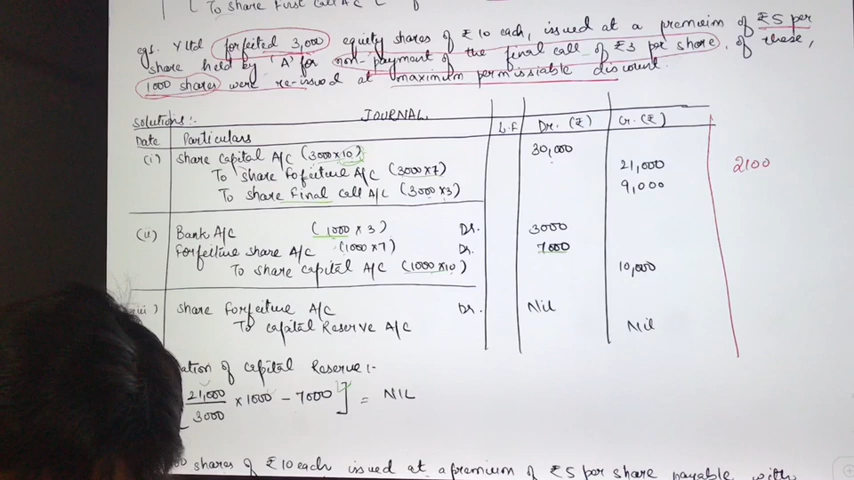 To Share First Call A/C
egs. Y ltd forfeited 3,000 equity shares of ₹10 each, issued at a premium of ₹5 per
share held by 'A' for non-payment of the final call of ₹3 per share, of these,
1000 shares were re-issued at maximum permissiable discount.
Solutions:- JOURNAL
Date Particulars L.F Dr. (₹) Cr. (₹)
(i) Share Capital A/C (3000×10) 30,000
To Share Forfeiture A/C (3000×7) 21,000 2100
To Share Final Call A/C (3000×3) 9,000
(ii) Bank A/C (1000 × 3) Dr. 3000
Forfeiture Share A/C (1000×7) Dr. 7000
To Share Capital A/C (1000×10) 10,000
iii) Share Forfeiture A/C Dr. Nil
To Capital Reserve A/C Nil
ation of Capital Reserve:-
[21,000/3000 × 1000 - 7000] = NIL
shares of ₹10 each issued at a premium of ₹5 per share payable with